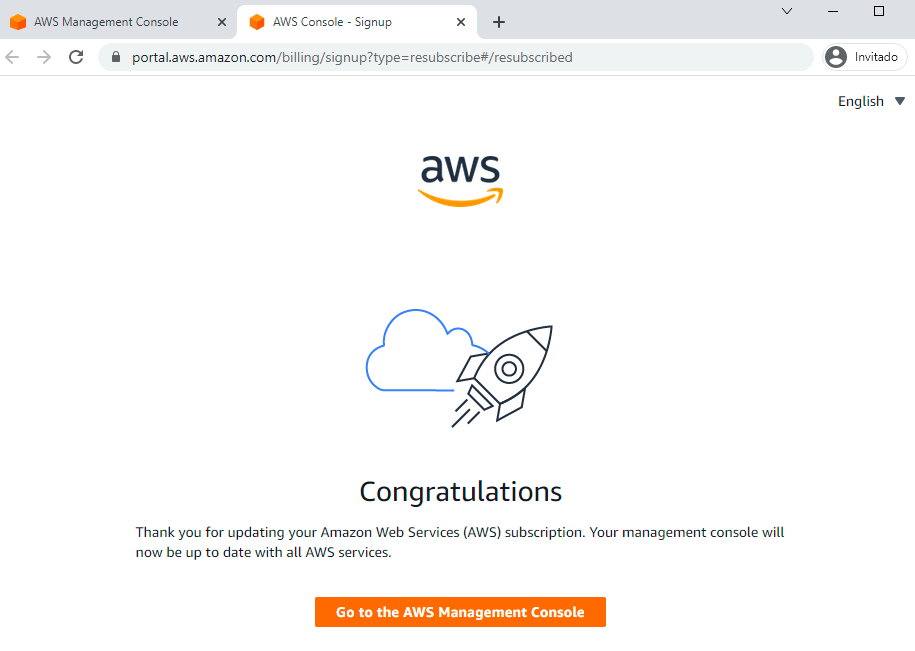 AWS Management Console
AWS Console - Signup
portal.aws.amazon.com/billing/signup?type=resubscribe#/resubscribed
Invitado
English
aws
Congratulations
Thank you for updating your Amazon Web Services (AWS) subscription. Your management console will
now be up to date with all AWS services.
Go to the AWS Management Console